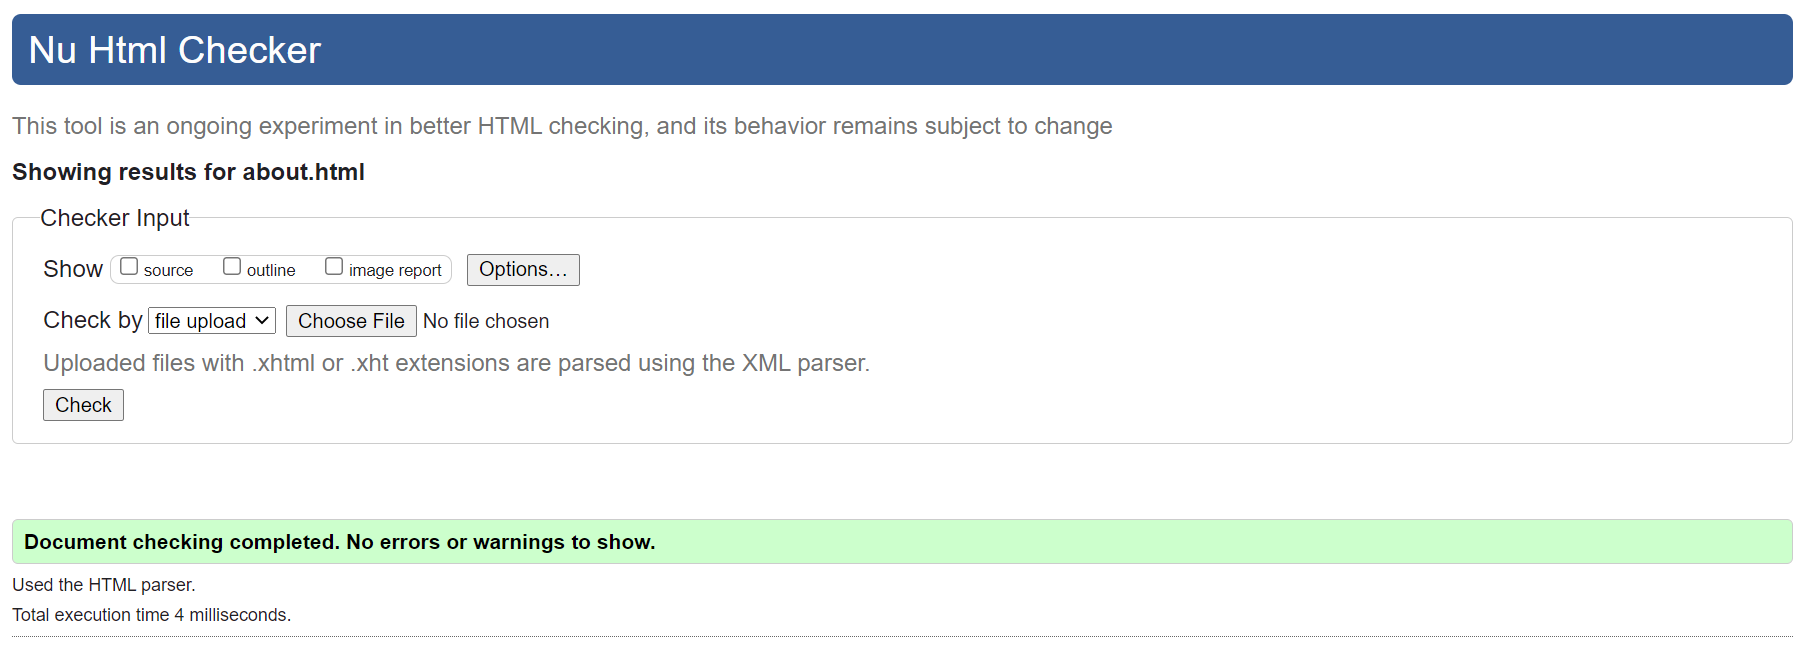 Nu Html Checker
This tool is an ongoing experiment in better HTML checking, and its behavior remains subject to change
Showing results for about.html
Checker Input
Show source outline image report Options…
Check by file upload Choose File No file chosen
Uploaded files with .xhtml or .xht extensions are parsed using the XML parser.
Check
Document checking completed. No errors or warnings to show.
Used the HTML parser.
Total execution time 4 milliseconds.